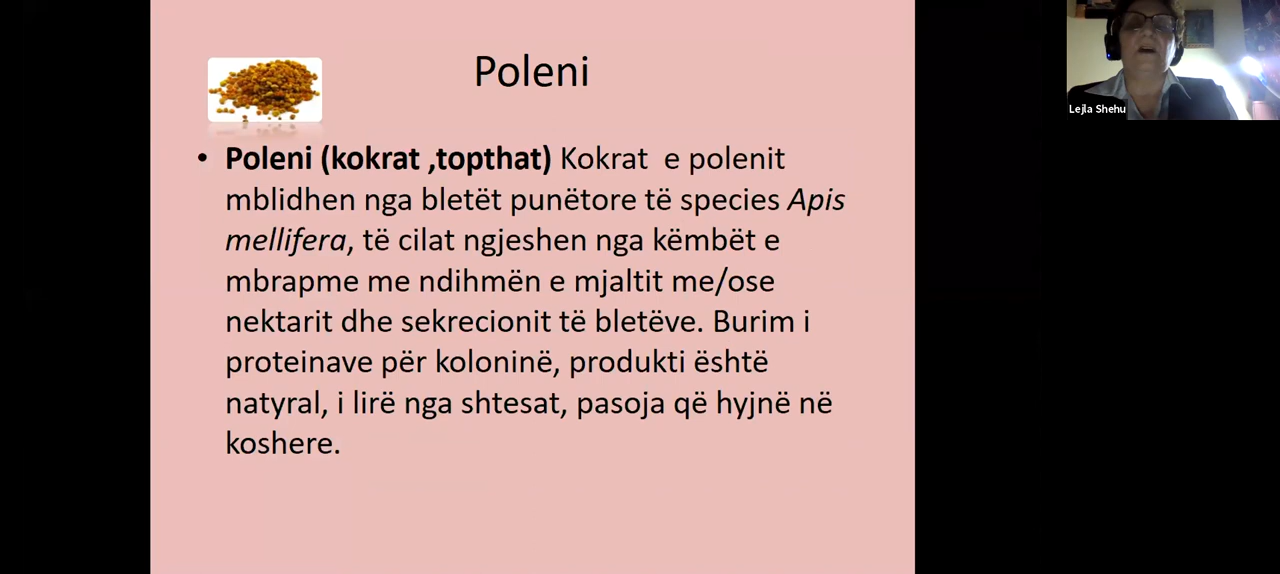 Poleni
• Poleni (kokrat ,topthat) Kokrat e polenit
mblidhen nga bletët punëtore të species Apis
mellifera, të cilat ngjeshen nga këmbët e
mbrapme me ndihmën e mjaltit me/ose
nektarit dhe sekrecionit të bletëve. Burim i
proteinave për koloninë, produkti është
natyral, i lirë nga shtesat, pasoja që hyjnë në
koshere.
Lejla Shehu